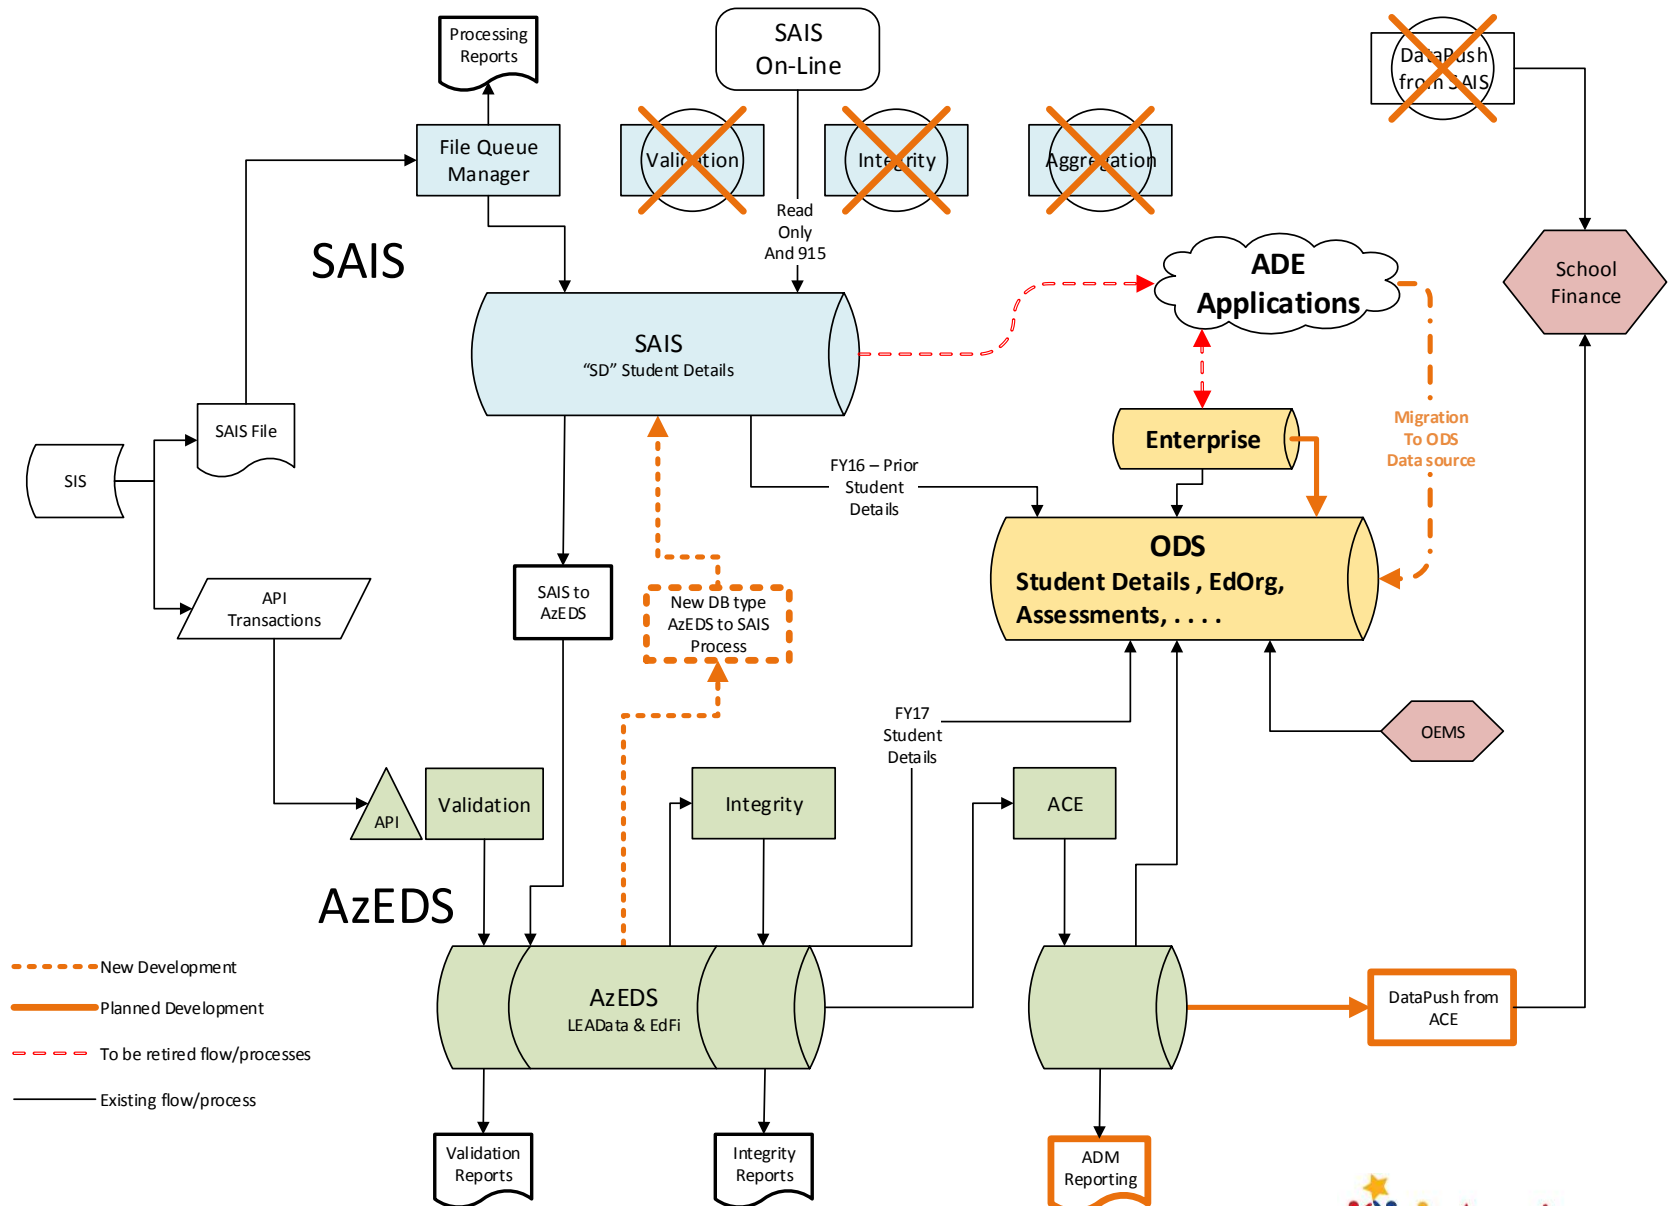 Processing
Reports
SAIS
On-Line
DataPush
from SAIS
File Queue
Manager
Validation
Integrity
Aggregation
Read
Only
And 915
SAIS
ADE
Applications
School
Finance
SAIS
“SD” Student Details
SAIS File
Enterprise
Migration
To ODS
Data source
SIS
FY16 – Prior
Student
Details
ODS
Student Details , EdOrg,
Assessments, . . . .
API
Transactions
SAIS to
AzEDS
New DB type
AzEDS to SAIS
Process
FY17
Student
Details
OEMS
API
Validation
Integrity
ACE
AzEDS
New Development
Planned Development
To be retired flow/processes
Existing flow/process
AzEDS
LEAData & EdFi
DataPush from
ACE
Validation
Reports
Integrity
Reports
ADM
Reporting